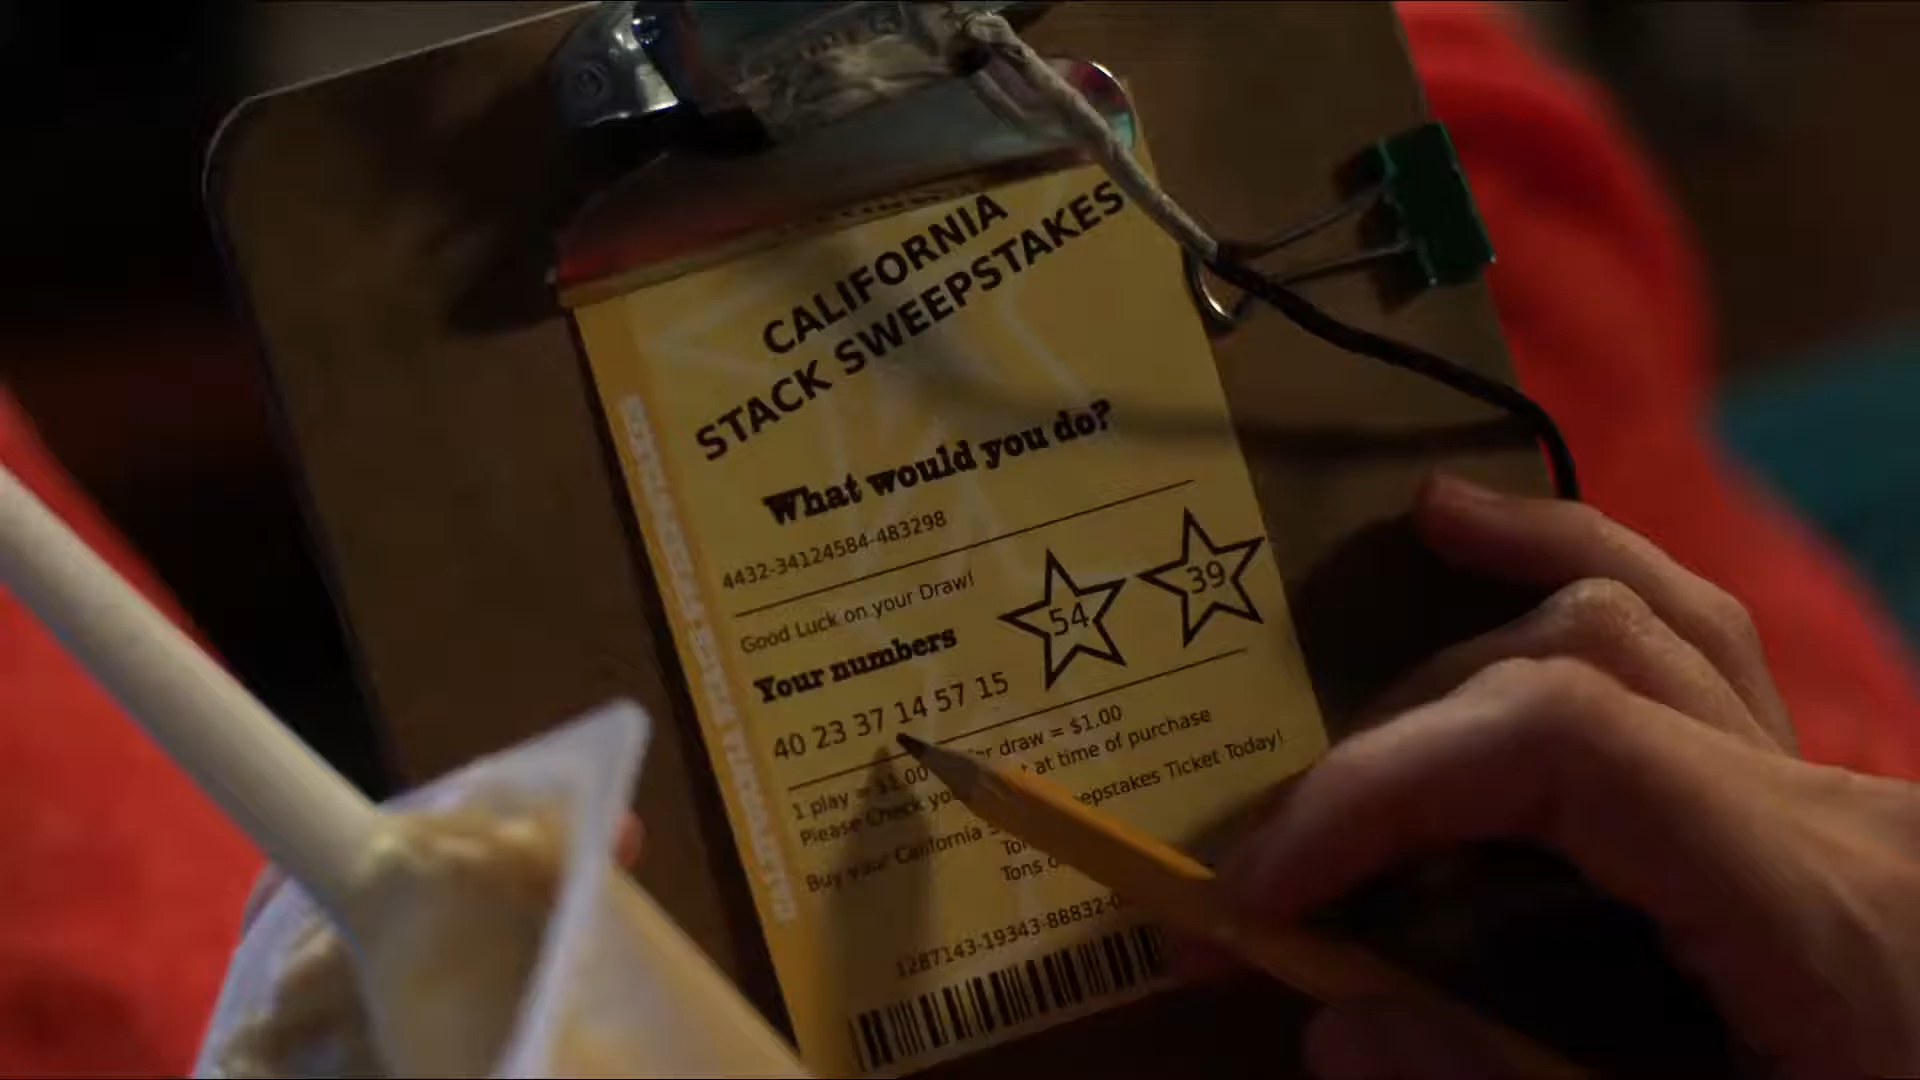 CALIFORNIA
STACK SWEEPSTAKES
What would you do?
4432-34124584-483298
Good Luck on your Draw!
Your numbers
54
39
40 23 37 14 57 15
1 play = $1.00 draw = $1.00
Please Check at time of purchase
Buy your California Ticket Today!
Tons
1287143-19343-88832-0